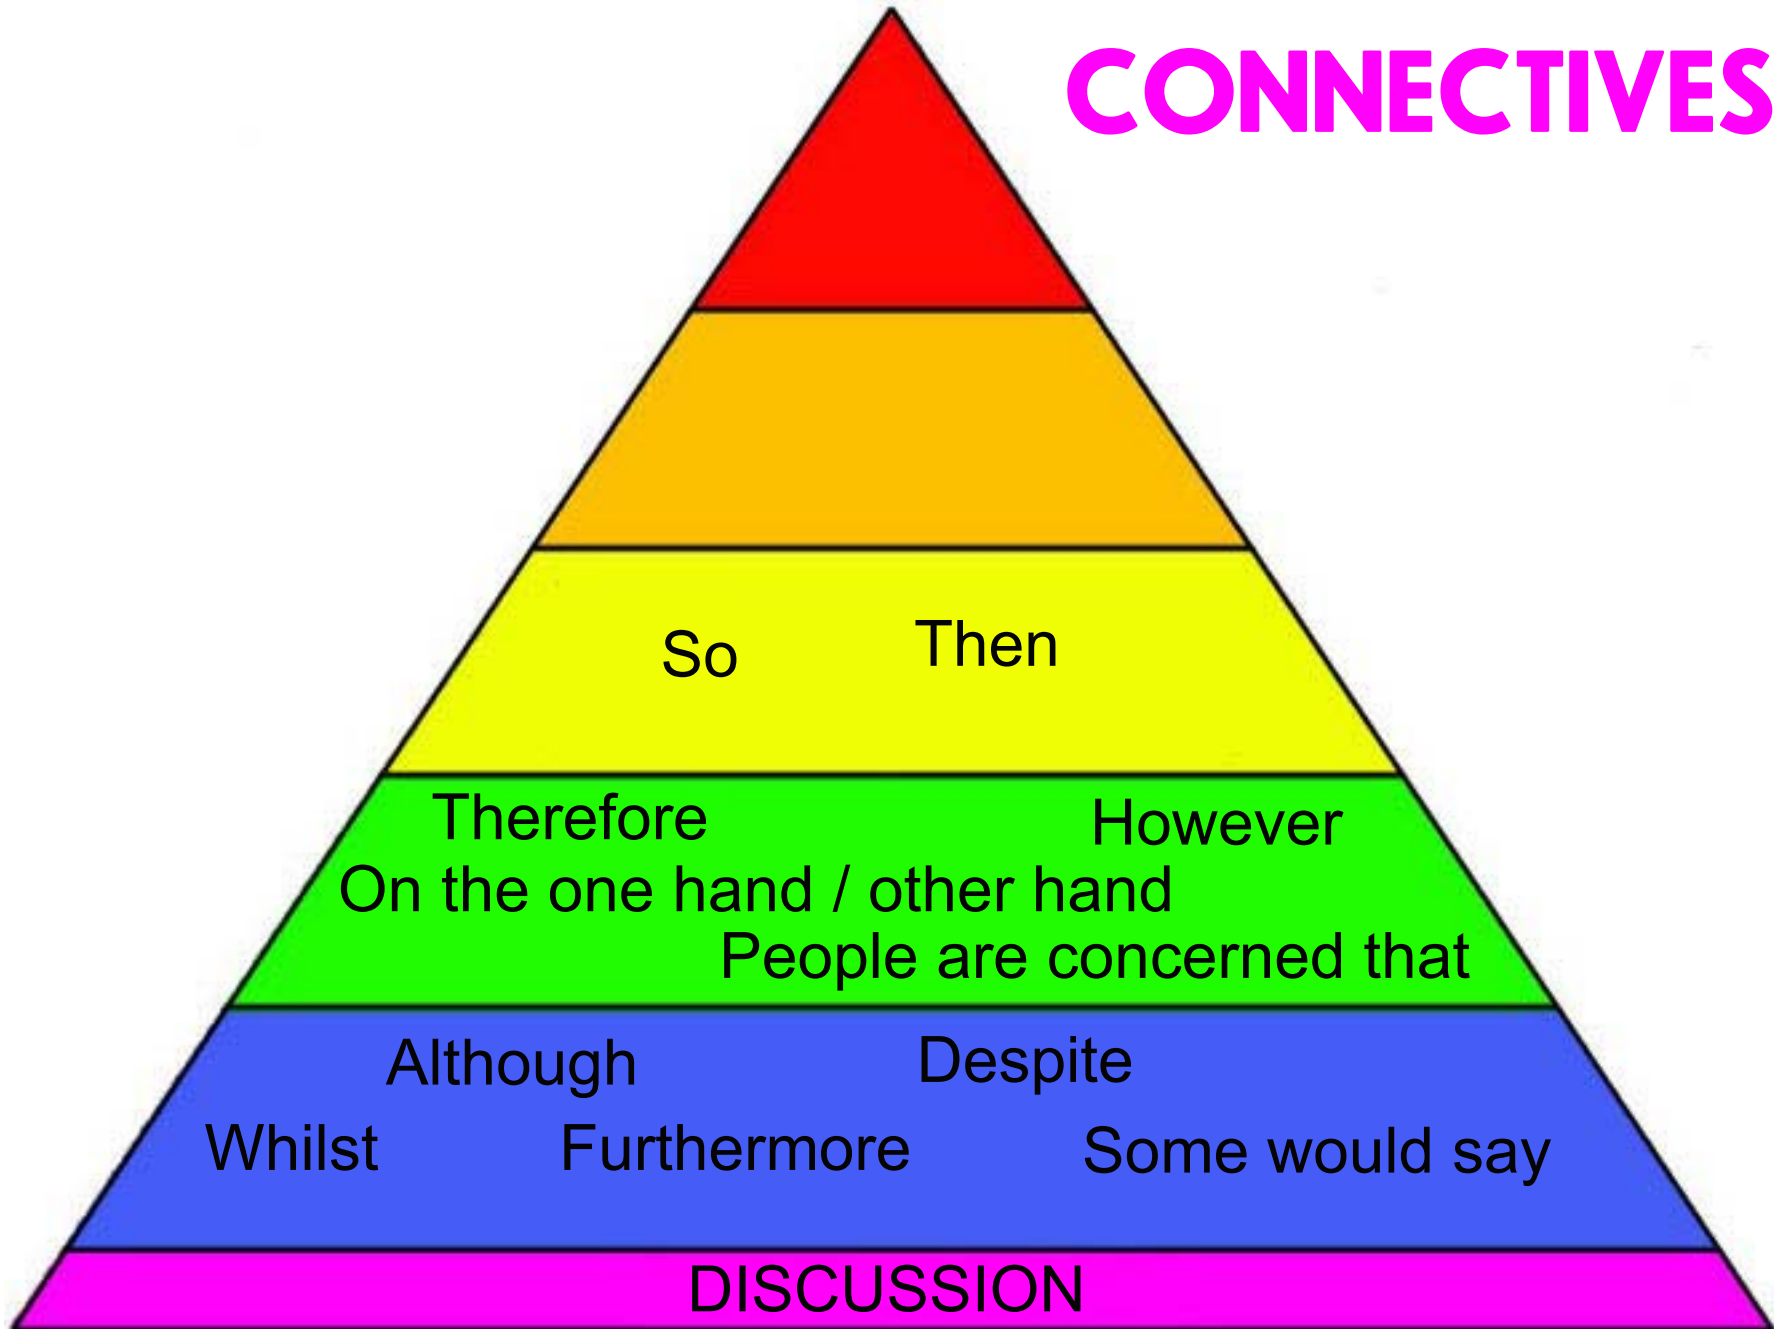 CONNECTIVES
So Then
Therefore However
On the one hand / other hand
People are concerned that
Although Despite
Whilst Furthermore Some would say
DISCUSSION